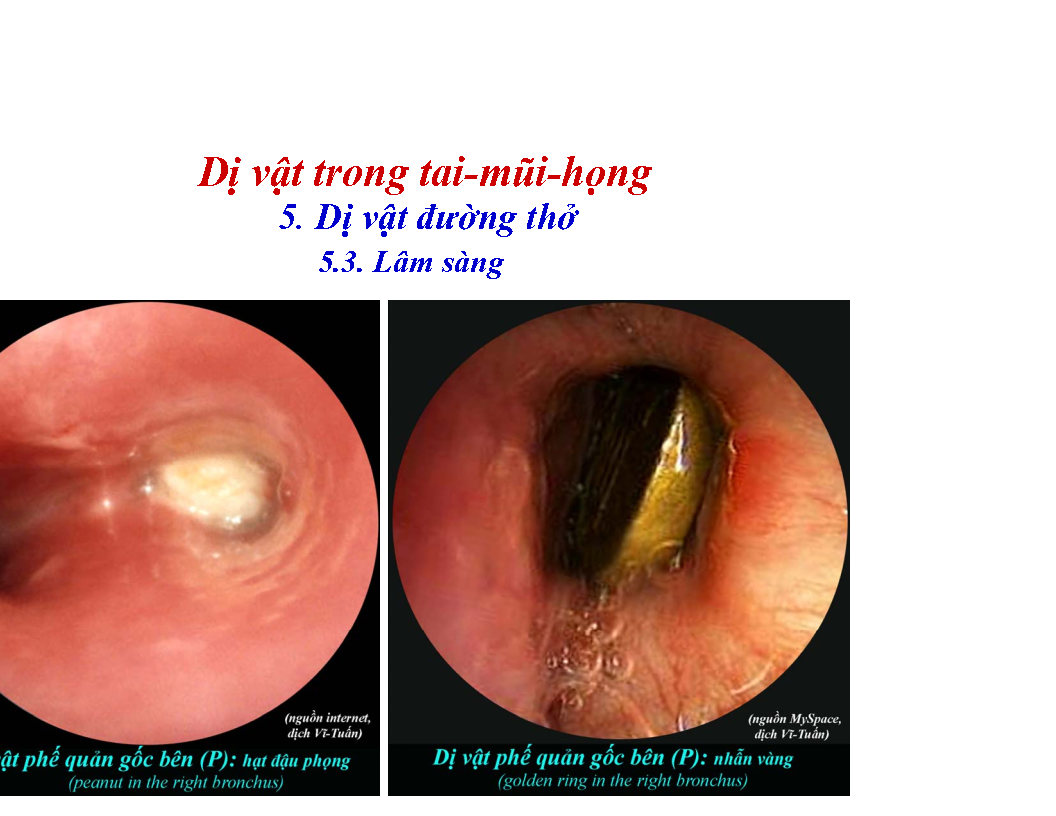 Dị vật trong tai-mũi-họng
5. Dị vật đường thở
5.3. Lâm sàng
(nguồn internet,
dịch Vĩ-Tuấn)
vật phế quản gốc bên (P): hạt đậu phọng
(peanut in the right bronchus)
(nguồn MySpace,
dịch Vĩ-Tuấn)
Dị vật phế quản gốc bên (P): nhẫn vàng
(golden ring in the right bronchus)